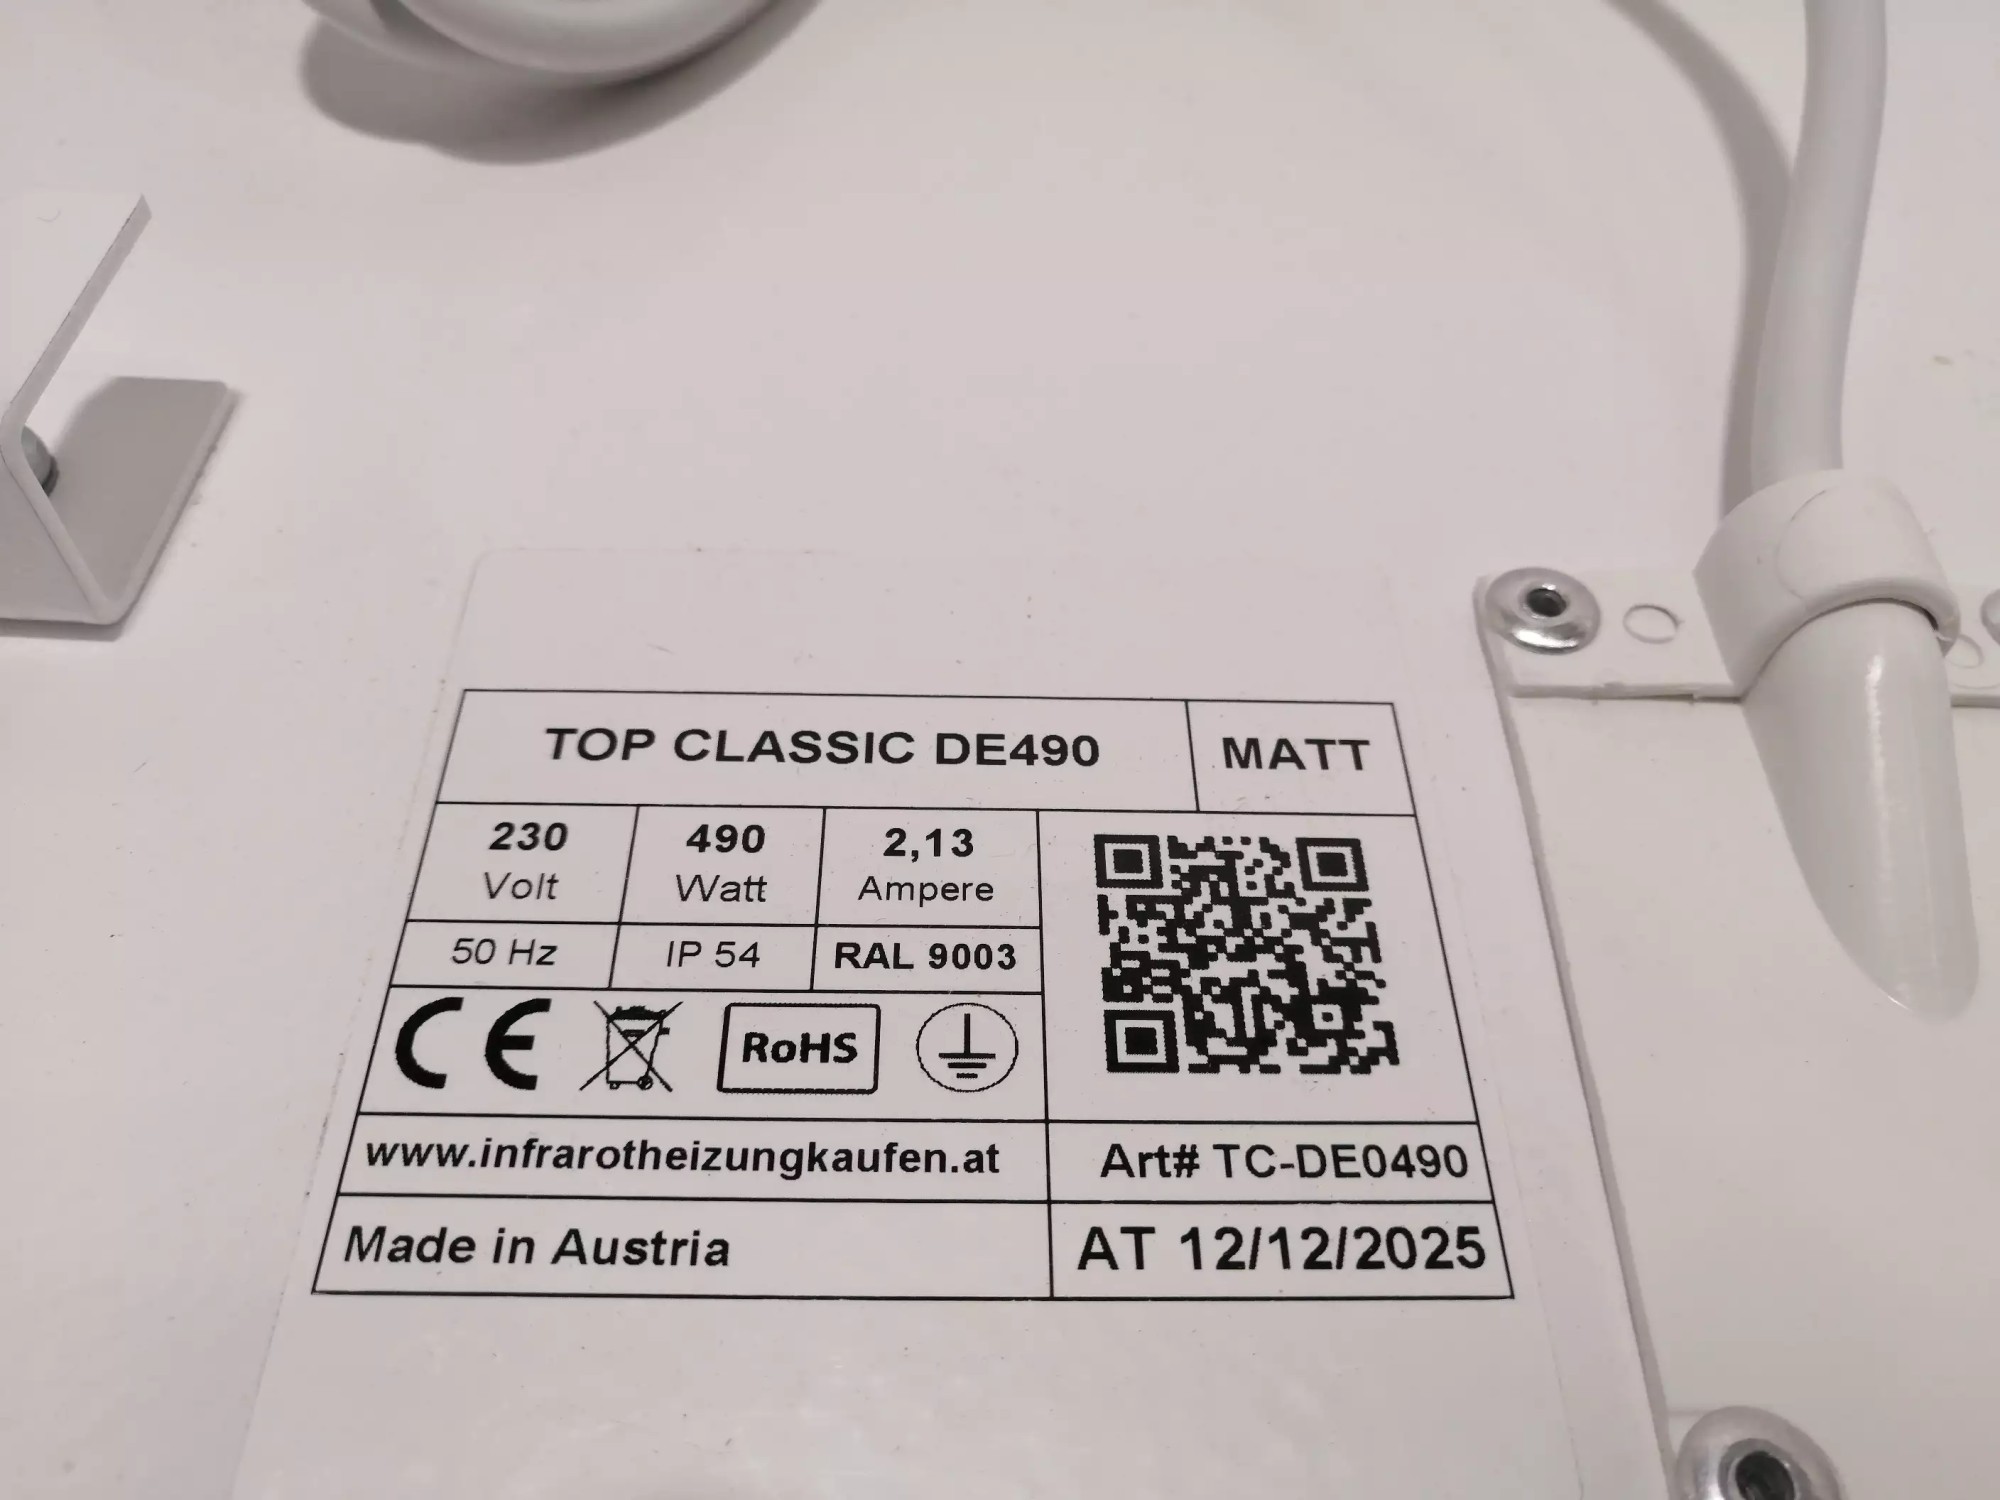 TOP CLASSIC DE490 MATT
230 490 2,13
Volt Watt Ampere
50 Hz IP 54 RAL 9003
CE RoHS
www.infrarotheizungkaufen.at Art# TC-DE0490
Made in Austria AT 12/12/2025